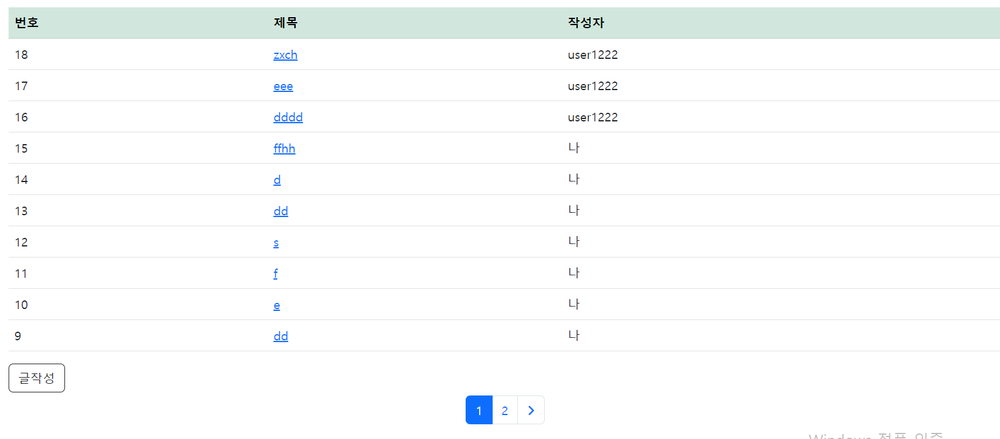 번호 제목 작성자
18 zxch user1222
17 eee user1222
16 dddd user1222
15 ffhh 나
14 d 나
13 dd 나
12 s 나
11 f 나
10 e 나
9 dd 나
글작성
1 2 >
Windows 정품 인증